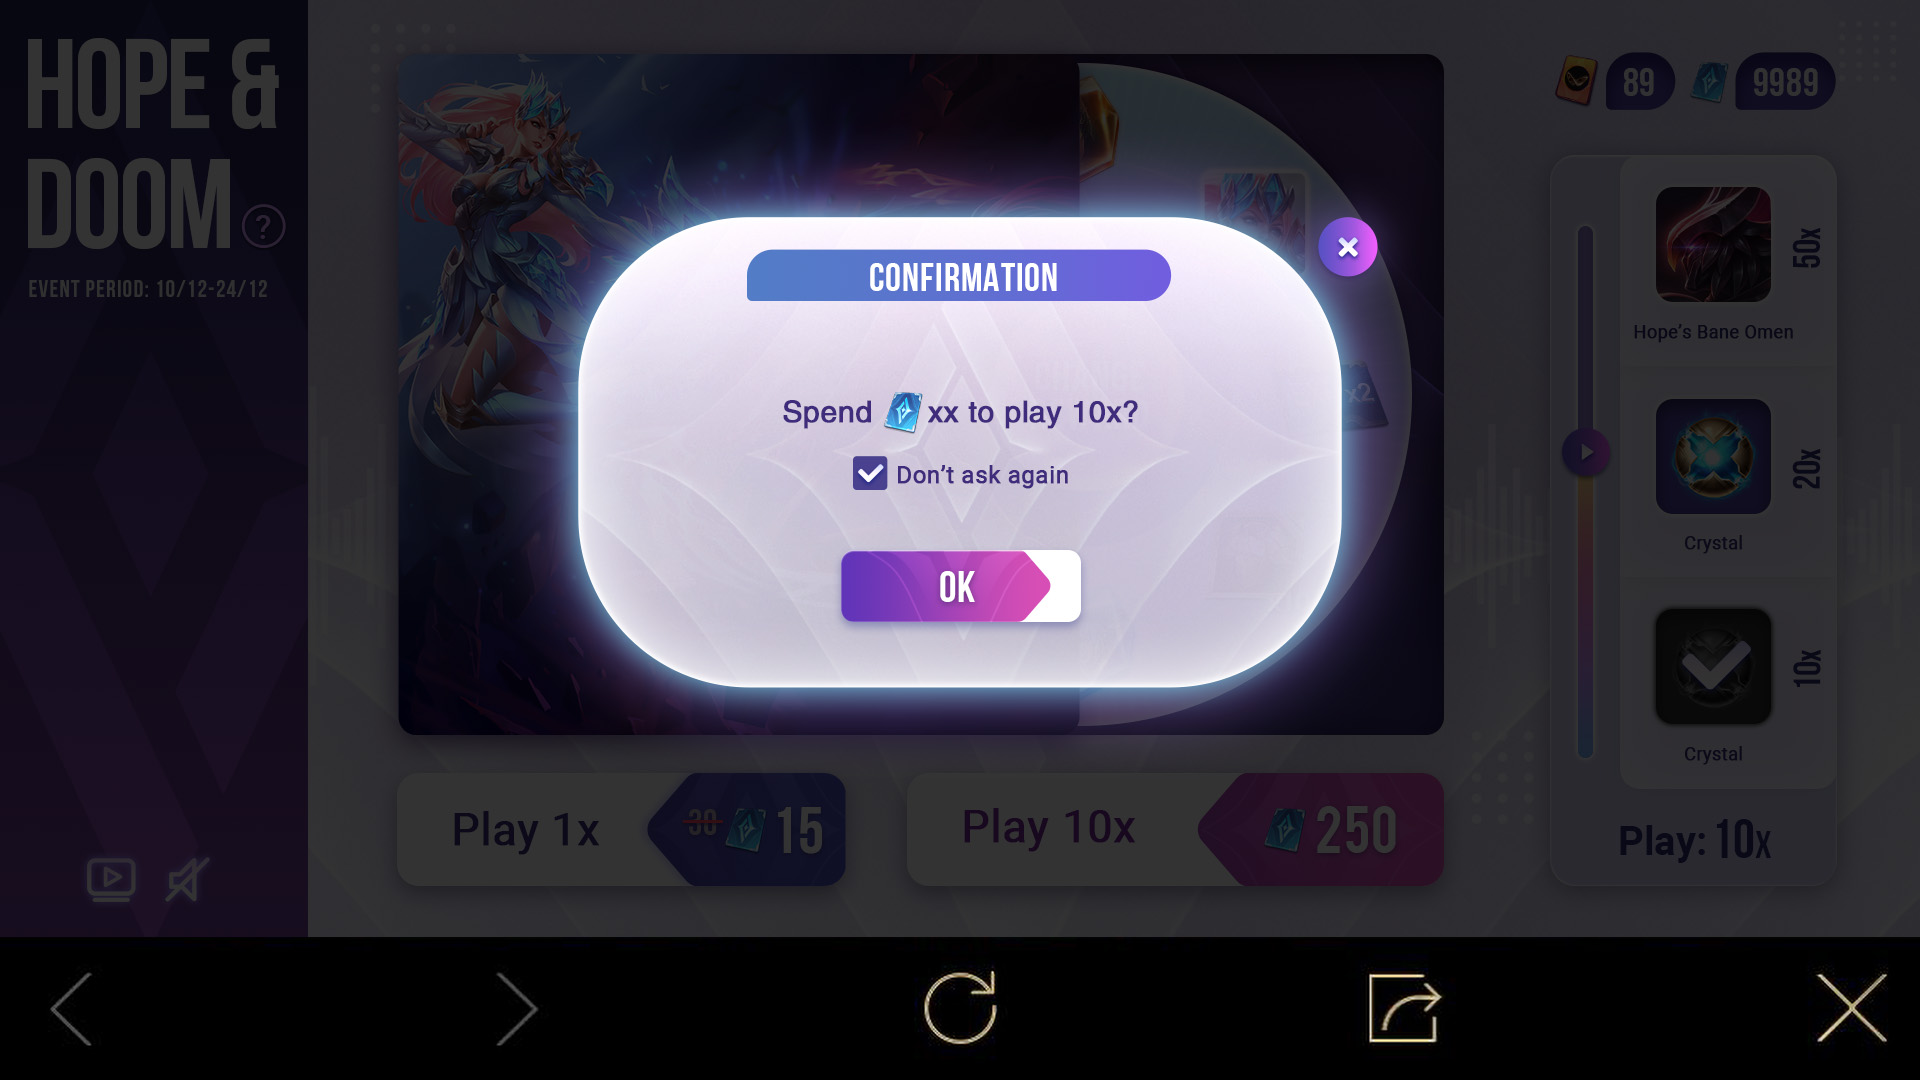 HOPE &
DOOM
?
EVENT PERIOD: 10/12-24/12
89
9989
CONFIRMATION
Spend xx to play 10x?
Don't ask again
OK
x2
50x
Hope's Bane Omen
20x
Crystal
10x
Crystal
Play: 10x
Play 1x
30 15
Play 10x
250